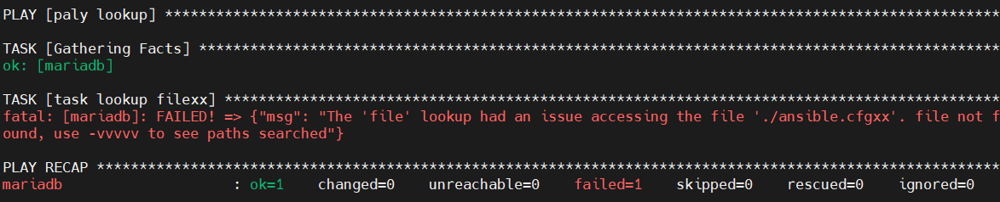 PLAY [paly lookup] **************************************************************************************************
TASK [Gathering Facts] **********************************************************************************************
ok: [mariadb]
TASK [task lookup filexx] *******************************************************************************************
fatal: [mariadb]: FAILED! => {"msg": "The 'file' lookup had an issue accessing the file './ansible.cfgxx'. file not f
ound, use -vvvvv to see paths searched"}
PLAY RECAP **********************************************************************************************************
mariadb                    : ok=1    changed=0    unreachable=0    failed=1    skipped=0    rescued=0    ignored=0